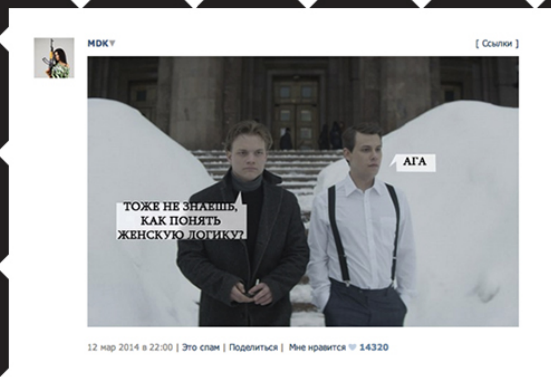 MDK
[ Ссылки ]
АГА
ТОЖЕ НЕ ЗНАЕШЬ,
КАК ПОНЯТЬ
ЖЕНСКУЮ ЛОГИКУ?
12 мар 2014 в 22:00 | Это спам | Поделиться | Мне нравится 14320